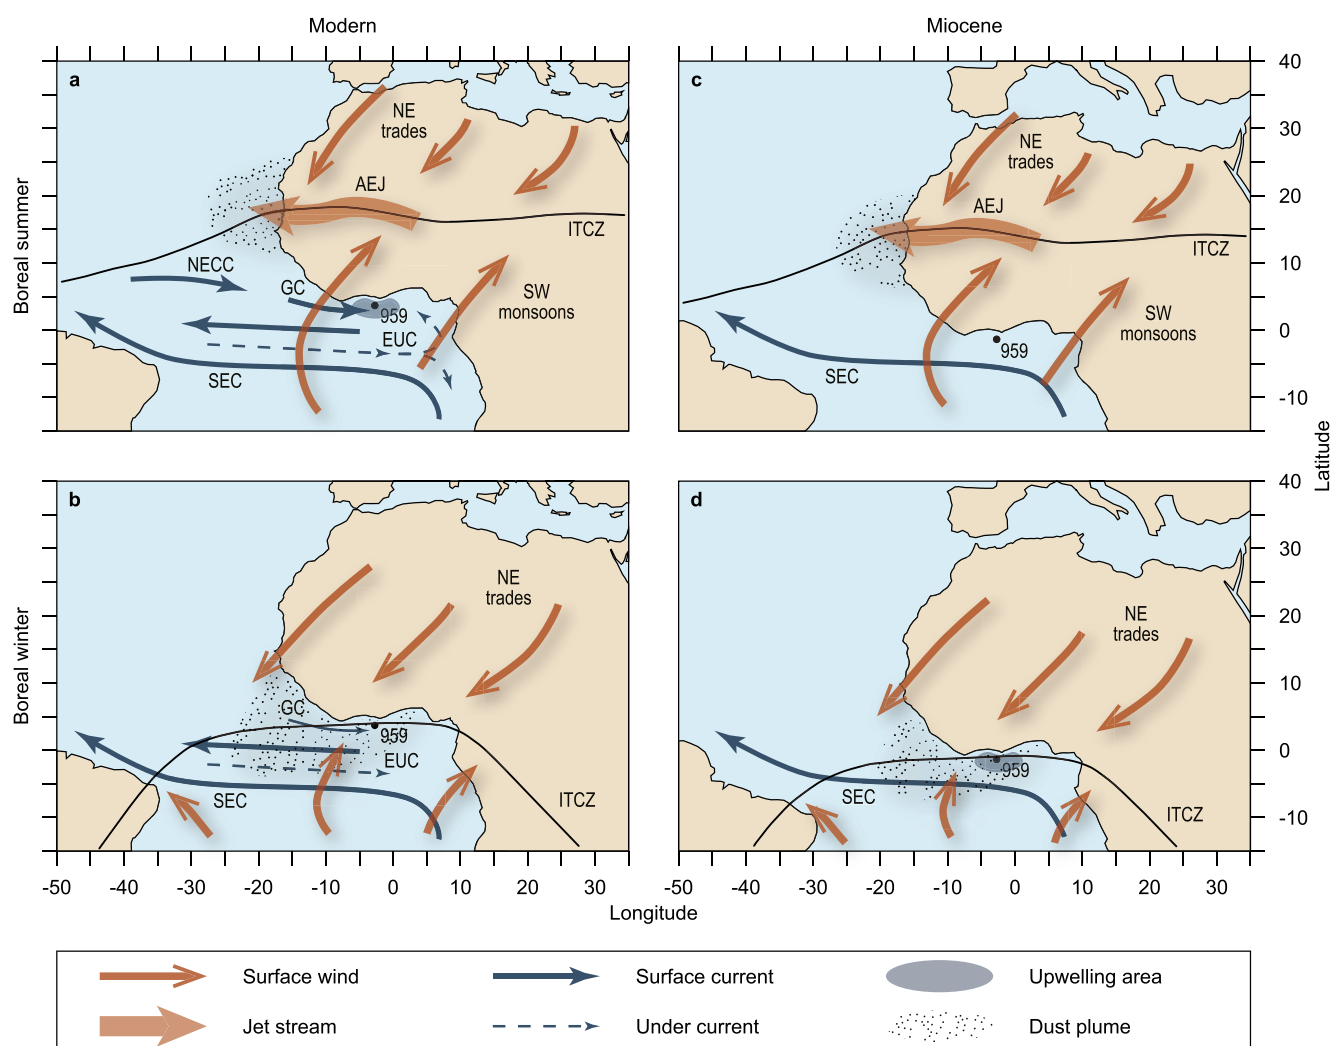 Modern
Miocene
Boreal summer
a
NE
trades
AEJ
ITCZ
NECC
GC
959
SW
monsoons
EUC
SEC
c
NE
trades
AEJ
ITCZ
SW
monsoons
959
SEC
40
30
20
10
0
-10
Latitude
Boreal winter
b
NE
trades
GC
959
EUC
SEC
ITCZ
d
NE
trades
959
SEC
ITCZ
40
30
20
10
0
-10
-50 -40 -30 -20 -10 0 10 20 30
-50 -40 -30 -20 -10 0 10 20 30
Longitude
Surface wind
Surface current
Upwelling area
Jet stream
Under current
Dust plume